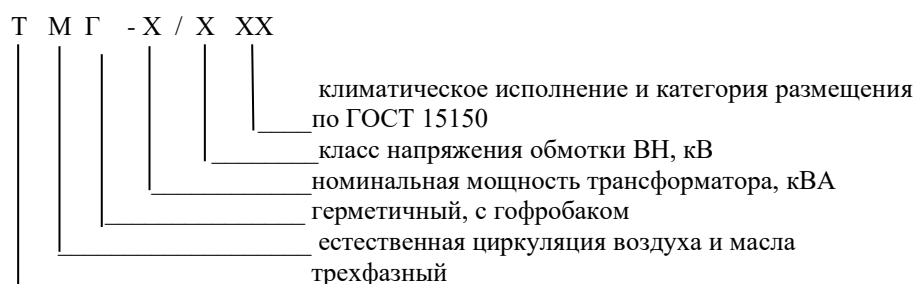 Т М Г - Х / Х ХХ
климатическое исполнение и категория размещения
по ГОСТ 15150
класс напряжения обмотки ВН, кВ
номинальная мощность трансформатора, кВА
герметичный, с гофробаком
естественная циркуляция воздуха и масла
трехфазный